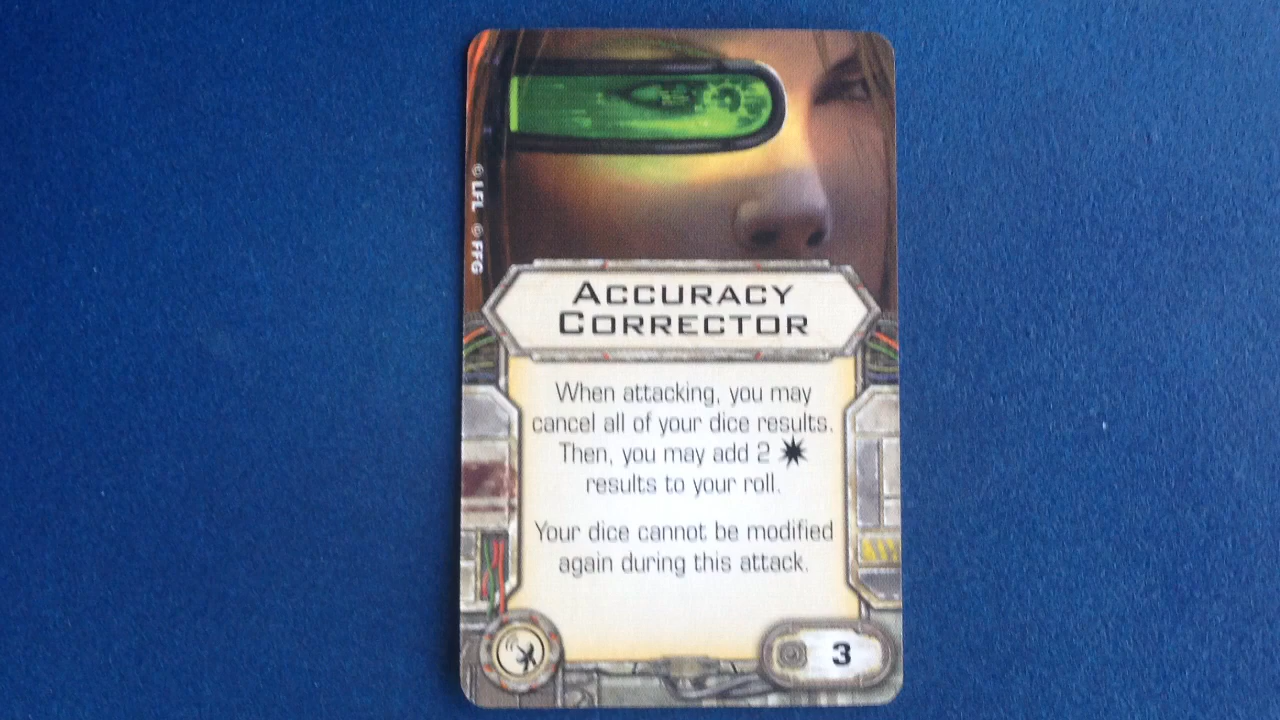 © LFL © FFG
ACCURACY
CORRECTOR
When attacking, you may
cancel all of your dice results.
Then, you may add 2
results to your roll.
Your dice cannot be modified
again during this attack.
3